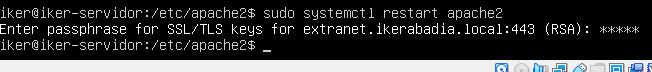 iker@iker-servidor:/etc/apache2$ sudo systemctl restart apache2
Enter passphrase for SSL/TLS keys for extranet.ikerabadia.local:443 (RSA): *****
iker@iker-servidor:/etc/apache2$ _